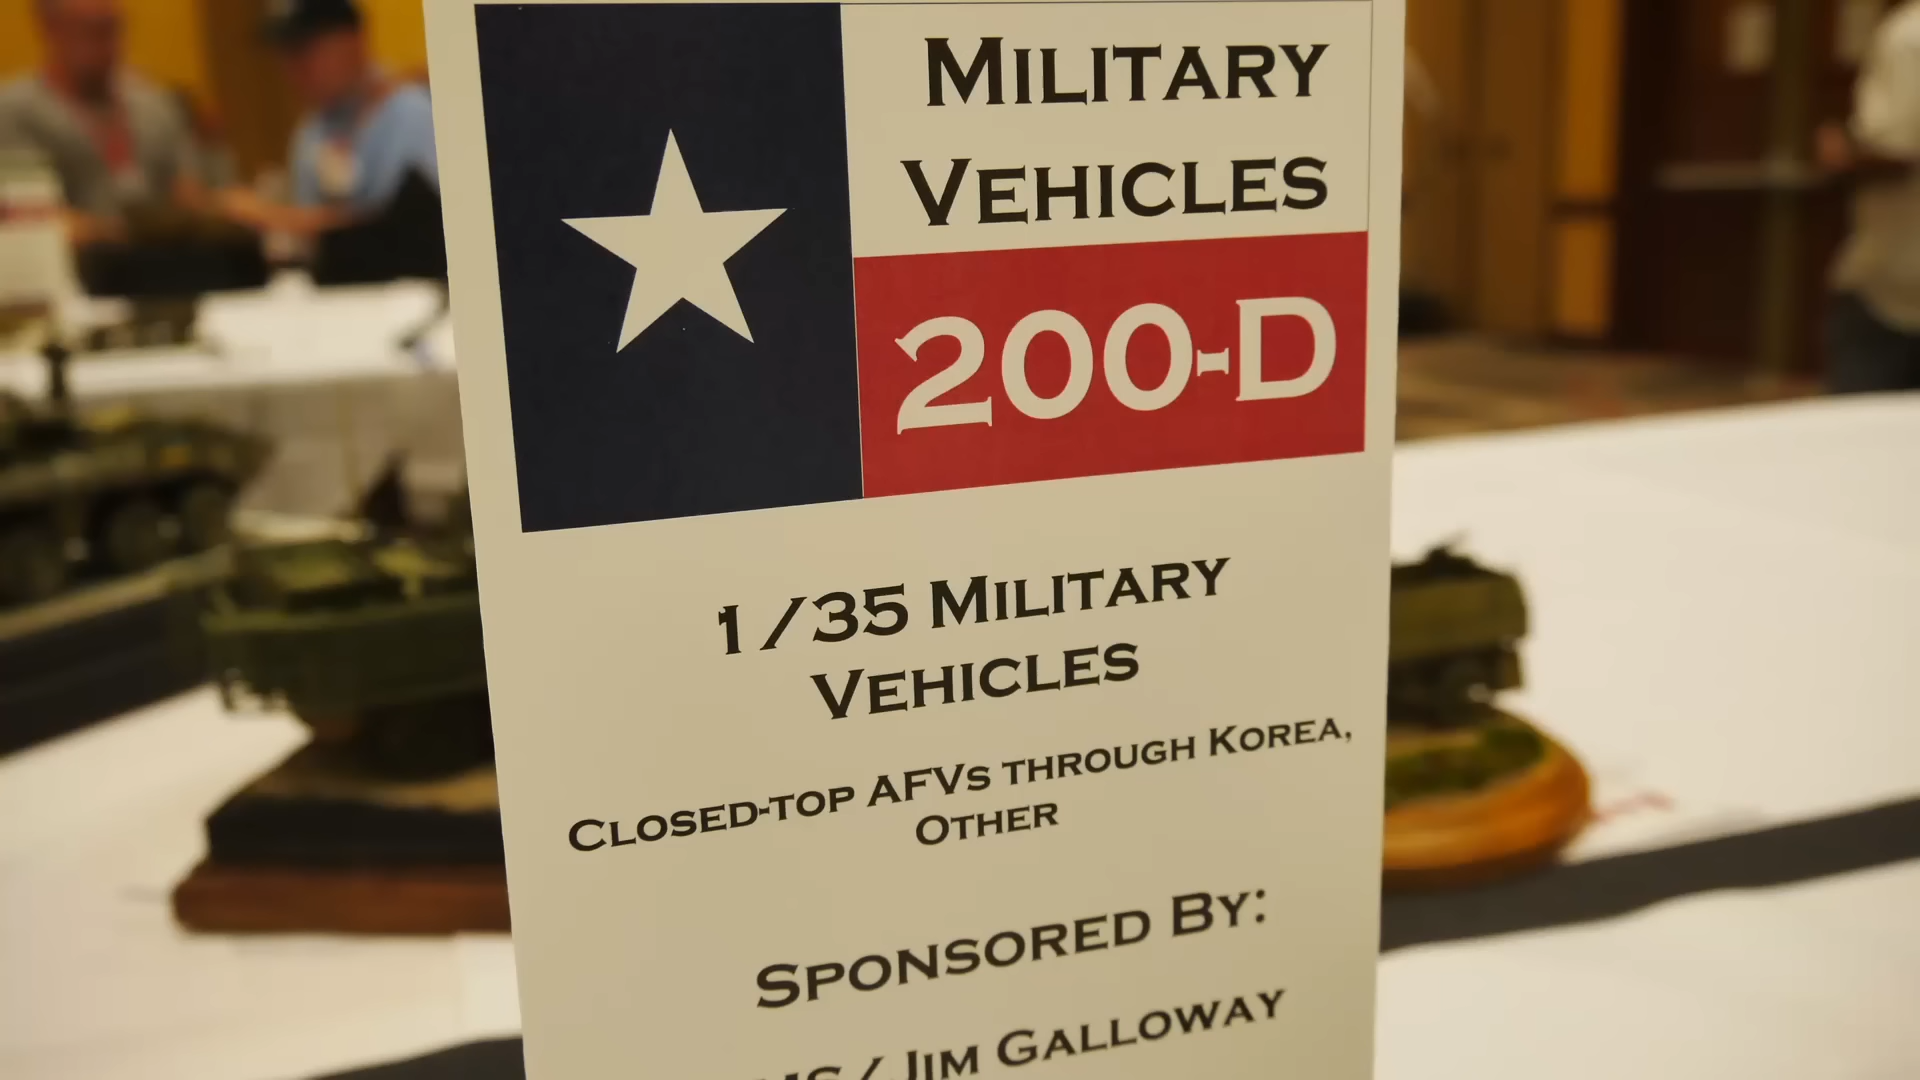 MILITARY
VEHICLES
200-D
1/35 MILITARY
VEHICLES
CLOSED-TOP AFVS THROUGH KOREA,
OTHER
SPONSORED BY:
JIM GALLOWAY